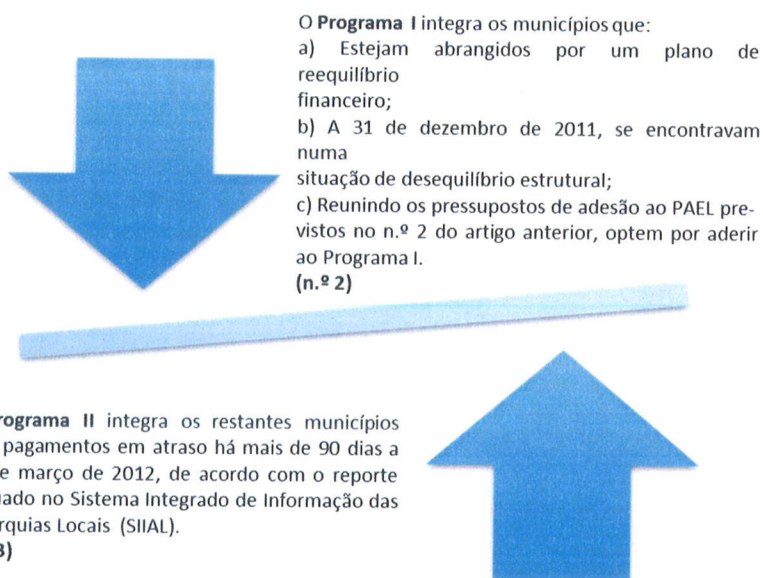 O Programa I integra os municípios que:
a) Estejam abrangidos por um plano de
reequilíbrio
financeiro;
b) A 31 de dezembro de 2011, se encontravam
numa
situação de desequilíbrio estrutural;
c) Reunindo os pressupostos de adesão ao PAEL pre-
vistos no n.º 2 do artigo anterior, optem por aderir
ao Programa I.
(n.º 2)
rograma II integra os restantes municípios
pagamentos em atraso há mais de 90 dias a
e março de 2012, de acordo com o reporte
ado no Sistema Integrado de Informação das
rquias Locais (SIIAL).
3)